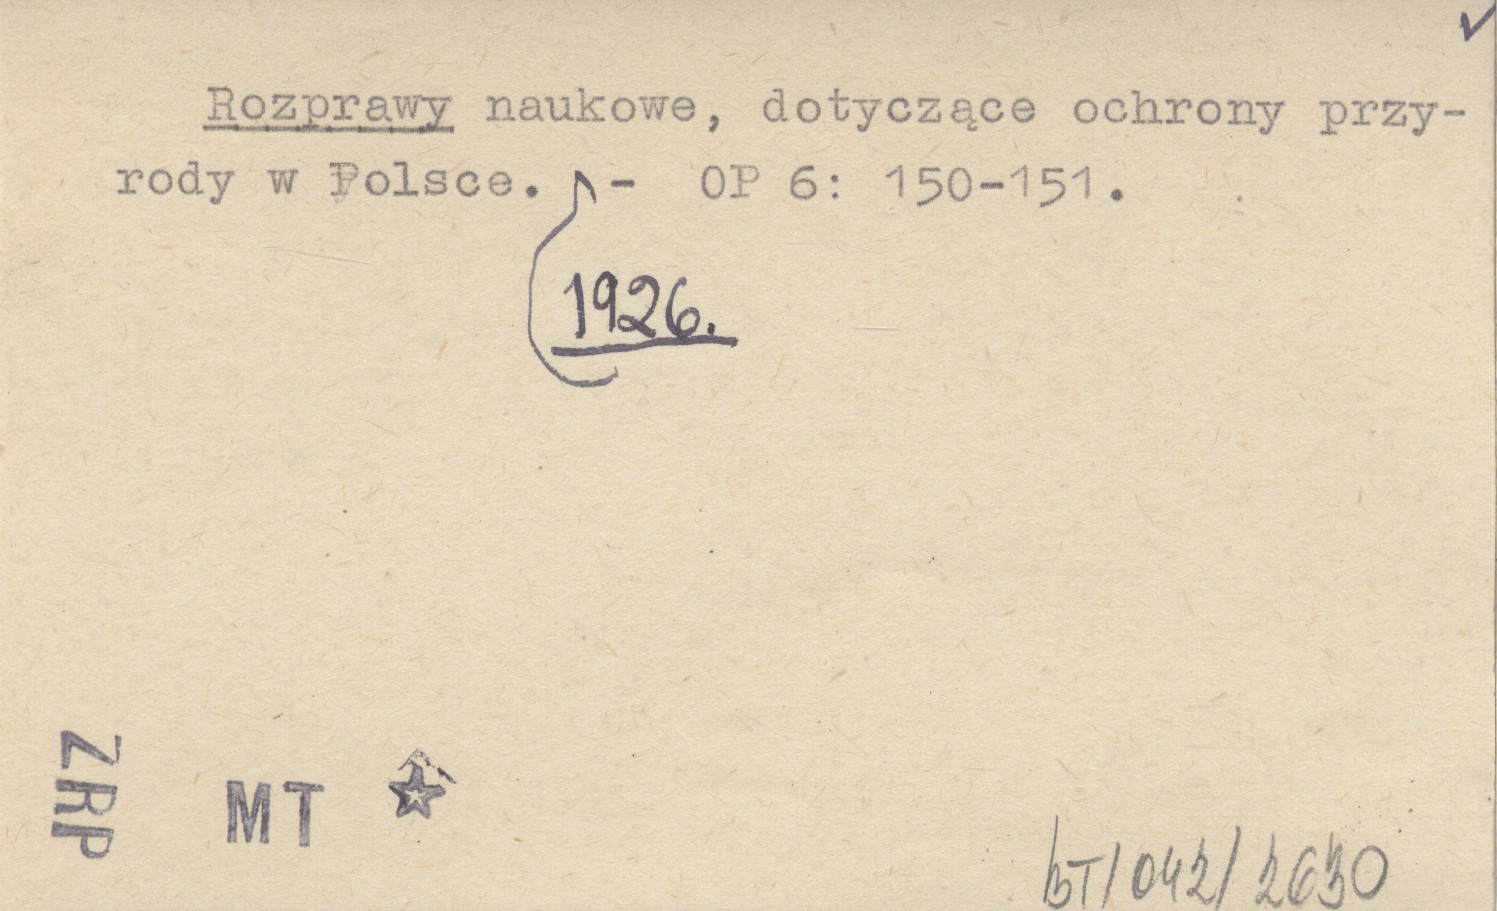 Rozprawy naukowe, dotyczące ochrony przy-
rody w Polsce. - OP 6: 150-151.
1926.
ZRP
MT
BT/042/2630